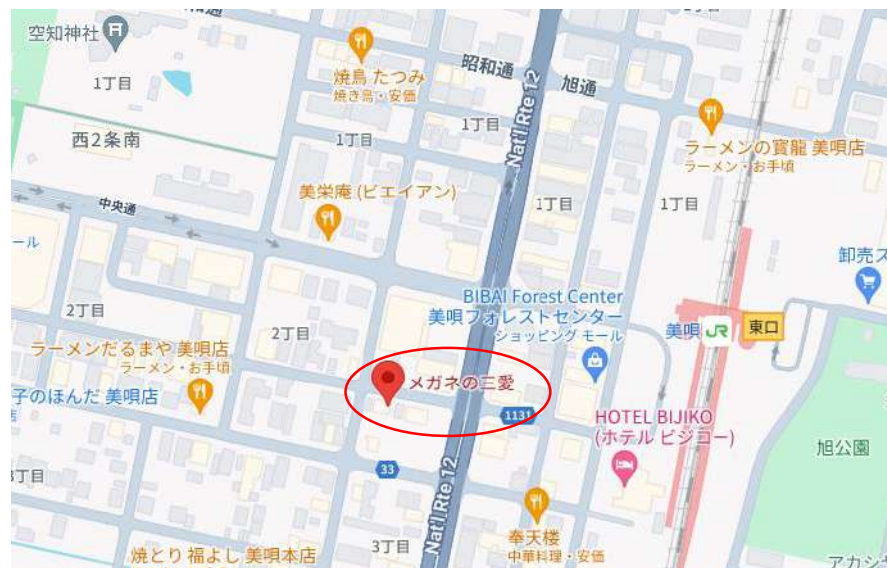 空知神社
1丁目
焼鳥 たつみ
焼き鳥・安価
昭和通
旭通
Nat'l Rte 12
1丁目
1丁目
西2条南
ラーメンの寳龍 美唄店
ラーメン・お手頃
美栄庵 (ビエイアン)
中央通
1丁目
1丁目
ール
卸売ス
BIBAI Forest Center
美唄フォレストセンター
ショッピング モール
美唄
JR
東口
2丁目
2丁目
ラーメンだるまや 美唄店
ラーメン・お手頃
メガネの三愛
子のほんだ 美唄店
店
1131
HOTEL BIJIKO
(ホテル ビジコー)
旭公園
33
3丁目
Nat'l Rte 12
奉天楼
中華料理・安価
3丁目
焼とり 福よし 美唄本店
アカシヤ